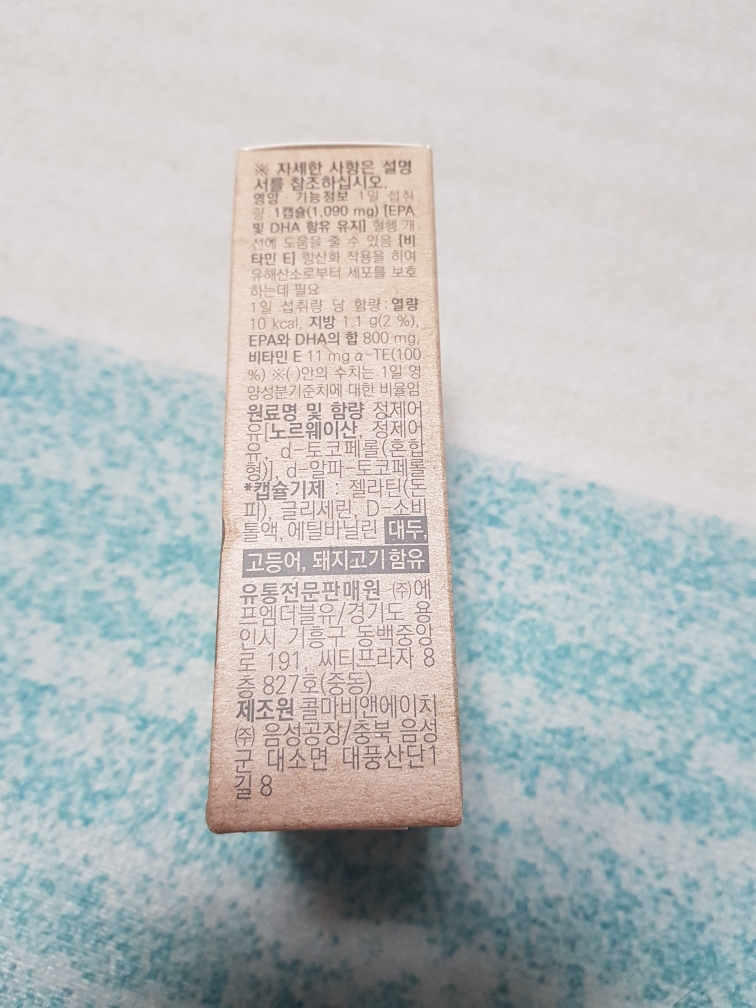 ※ 자세한 사항은 설명
서를 참조하십시오.
영양·기능정보 1일 섭취
량:1캡슐(1,090 mg) [EPA
및 DHA 함유 유지] 혈행 개
선에 도움을 줄 수 있음 [비
타민 E] 항산화 작용을 하여
유해산소로부터 세포를 보호
하는데 필요
1일 섭취량 당 함량:열량
10 kcal, 지방 1.1 g(2 %),
EPA와 DHA의 합 800 mg,
비타민 E 11 mg α-TE(100
%) ※( )안의 수치는 1일 영
양성분기준치에 대한 비율임
원료명 및 함량 정제어
유[노르웨이산, 정제어
유, d-토코페롤(혼합
형)], d-알파-토코페롤
*캡슐기제 : 젤라틴(돈
피), 글리세린, D-소비
톨액, 에틸바닐린 대두,
고등어, 돼지고기 함유
유통전문판매원 ㈜에
프엠더블유/경기도 용
인시 기흥구 동백중앙
로 191, 씨티프라자 8
층 827호(중동)
제조원 콜마비앤에이치
㈜ 음성공장/충북 음성
군 대소면 대풍산단1
길 8